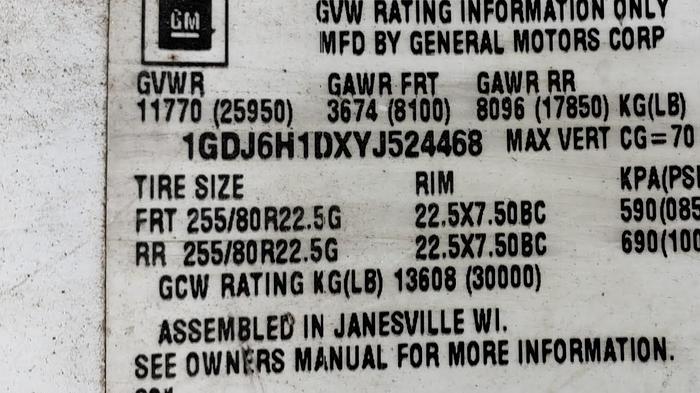 GM
GVW RATING INFORMATION ONLY
MFD BY GENERAL MOTORS CORP
GVWR GAWR FRT GAWR RR
11770 (25950) 3674 (8100) 8096 (17850) KG(LB)
1GDJ6H1DXYJ524468 MAX VERT CG=70
TIRE SIZE RIM KPA(PSI
FRT 255/80R22.5G 22.5X7.50BC 590(085
RR 255/80R22.5G 22.5X7.50BC 690(100
GCW RATING KG(LB) 13608 (30000)
ASSEMBLED IN JANESVILLE WI.
SEE OWNERS MANUAL FOR MORE INFORMATION.